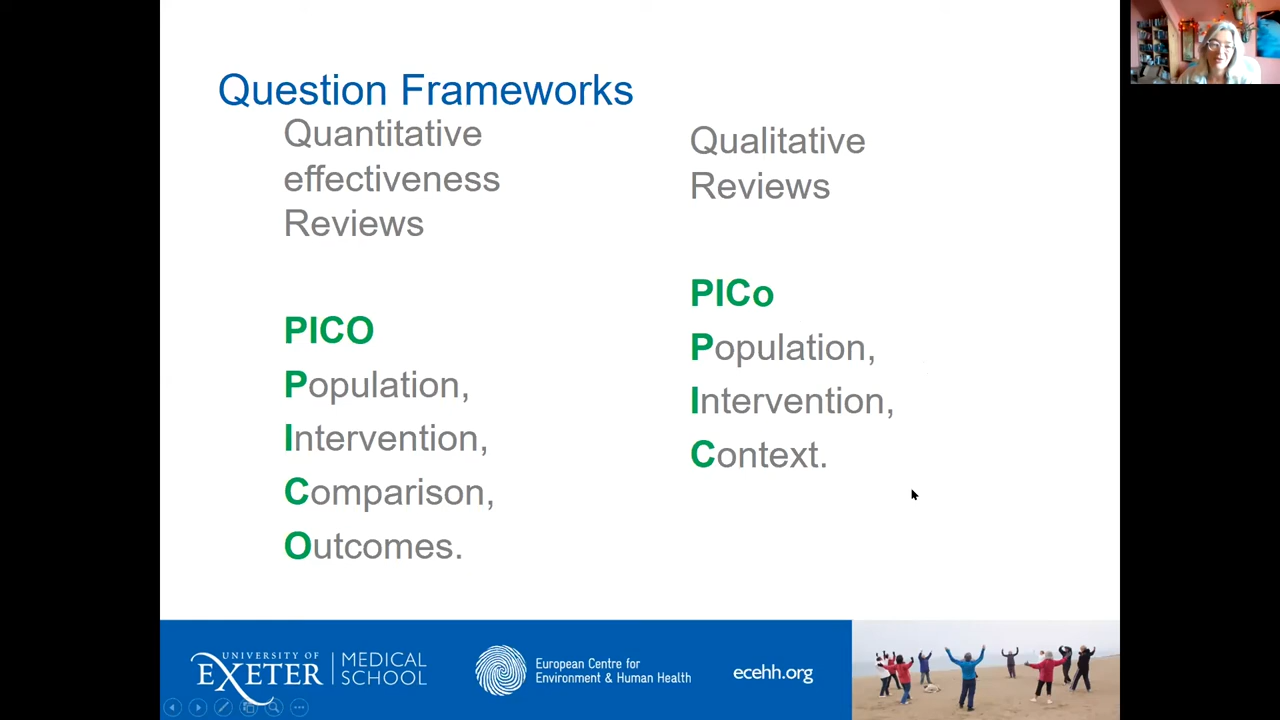 Question Frameworks
Quantitative
effectiveness
Reviews
PICO
Population,
Intervention,
Comparison,
Outcomes.
Qualitative
Reviews
PICo
Population,
Intervention,
Context.
UNIVERSITY OF
EXETER
MEDICAL
SCHOOL
European Centre for
Environment & Human Health
ecehh.org